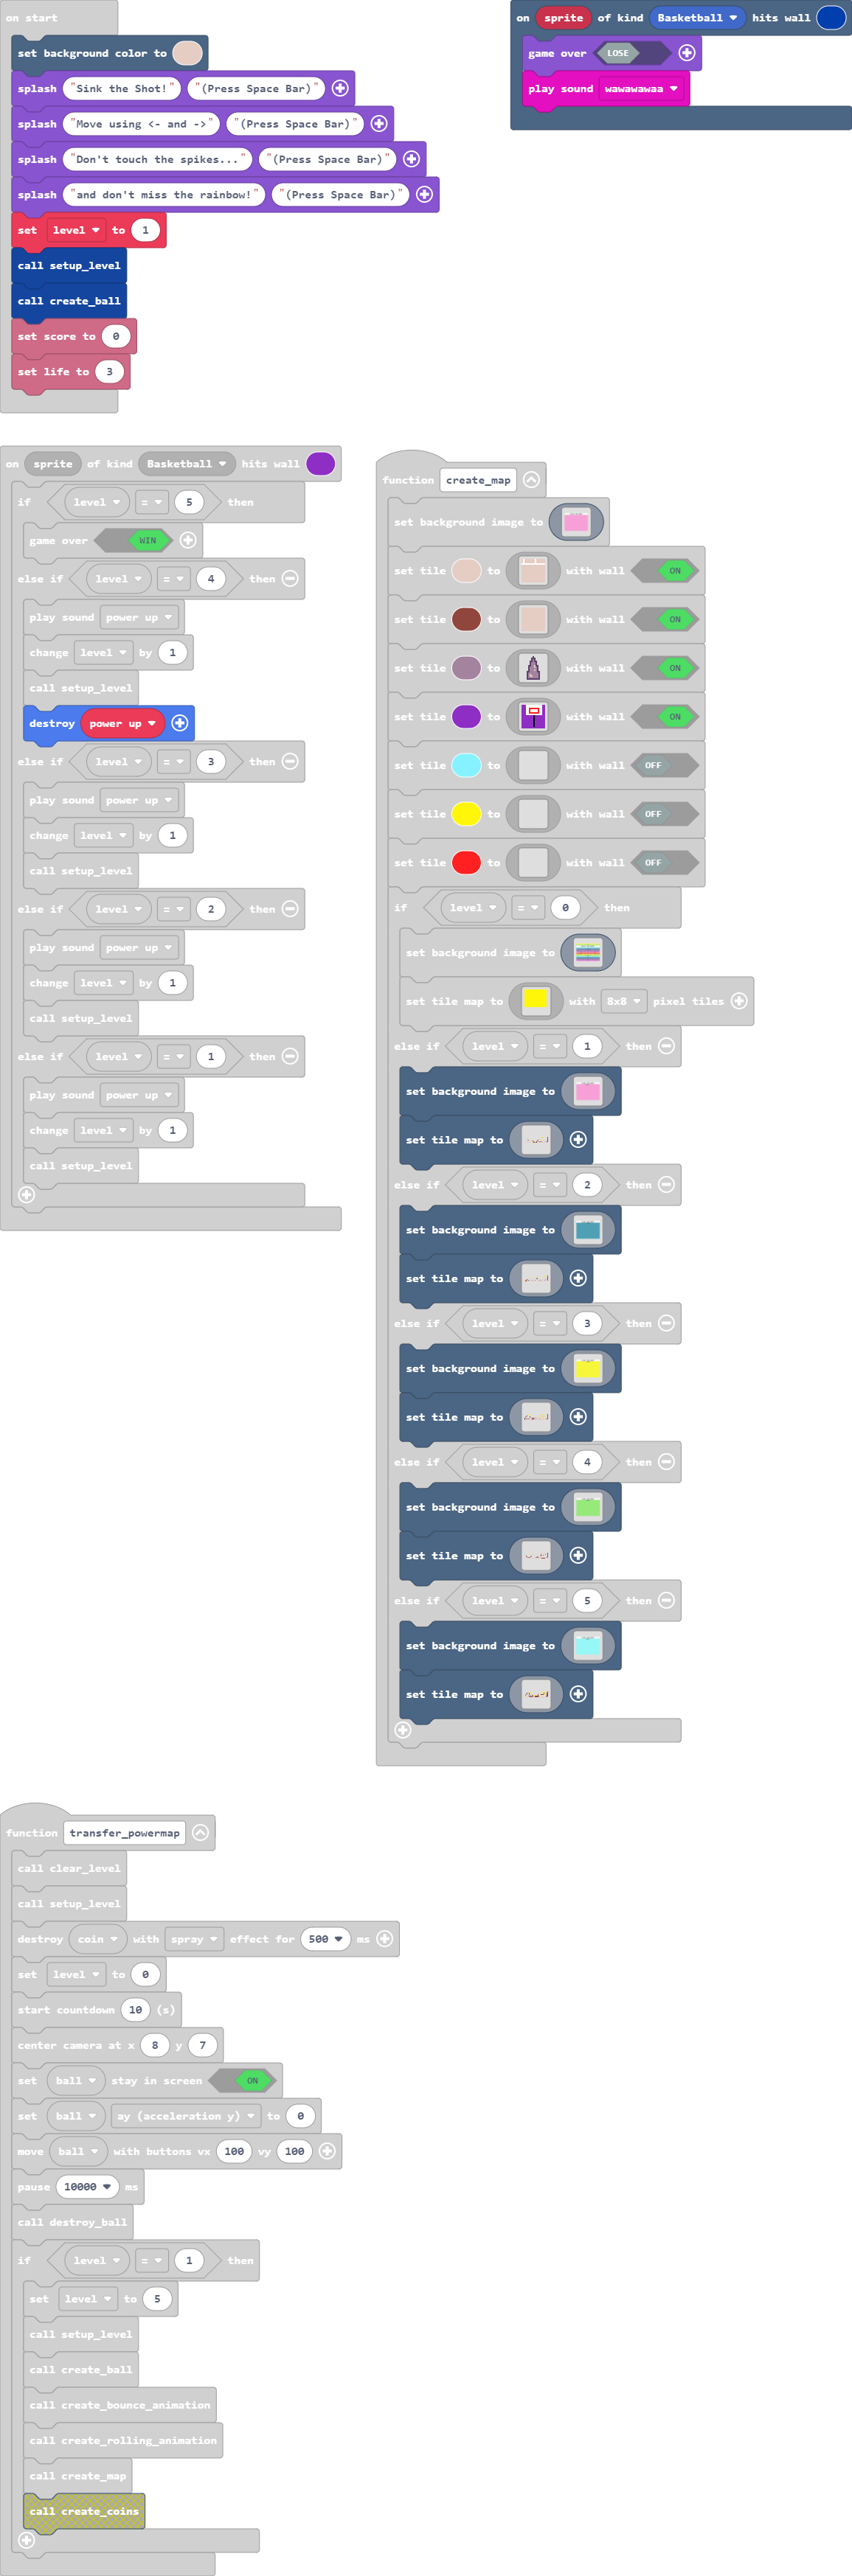 on start
set background color to
splash "Sink the Shot!" "(Press Space Bar)"
splash "Move using <- and ->" "(Press Space Bar)"
splash "Don't touch the spikes..." "(Press Space Bar)"
splash "and don't miss the rainbow!" "(Press Space Bar)"
set level to 1
call setup_level
call create_ball
set score to 0
set life to 3
on sprite of kind Basketball hits wall
game over LOSE
play sound wawawawaa
on sprite of kind Basketball hits wall
if level = 5 then
game over WIN
else if level = 4 then
play sound power up
change level by 1
call setup_level
destroy power up
else if level = 3 then
play sound power up
change level by 1
call setup_level
else if level = 2 then
play sound power up
change level by 1
call setup_level
else if level = 1 then
play sound power up
change level by 1
call setup_level
function create_map
set background image to
set tile to with wall ON
set tile to with wall ON
set tile to with wall ON
set tile to with wall ON
set tile to with wall OFF
set tile to with wall OFF
set tile to with wall OFF
if level = 0 then
set background image to
set tile map to with 8x8 pixel tiles
else if level = 1 then
set background image to
set tile map to
else if level = 2 then
set background image to
set tile map to
else if level = 3 then
set background image to
set tile map to
else if level = 4 then
set background image to
set tile map to
else if level = 5 then
set background image to
set tile map to
function transfer_powermap
call clear_level
call setup_level
destroy coin with spray effect for 500 ms
set level to 0
start countdown 10 (s)
center camera at x 8 y 7
set ball stay in screen ON
set ball ay (acceleration y) to 0
move ball with buttons vx 100 vy 100
pause 10000 ms
call destroy_ball
if level = 1 then
set level to 5
call setup_level
call create_ball
call create_bounce_animation
call create_rolling_animation
call create_map
call create_coins